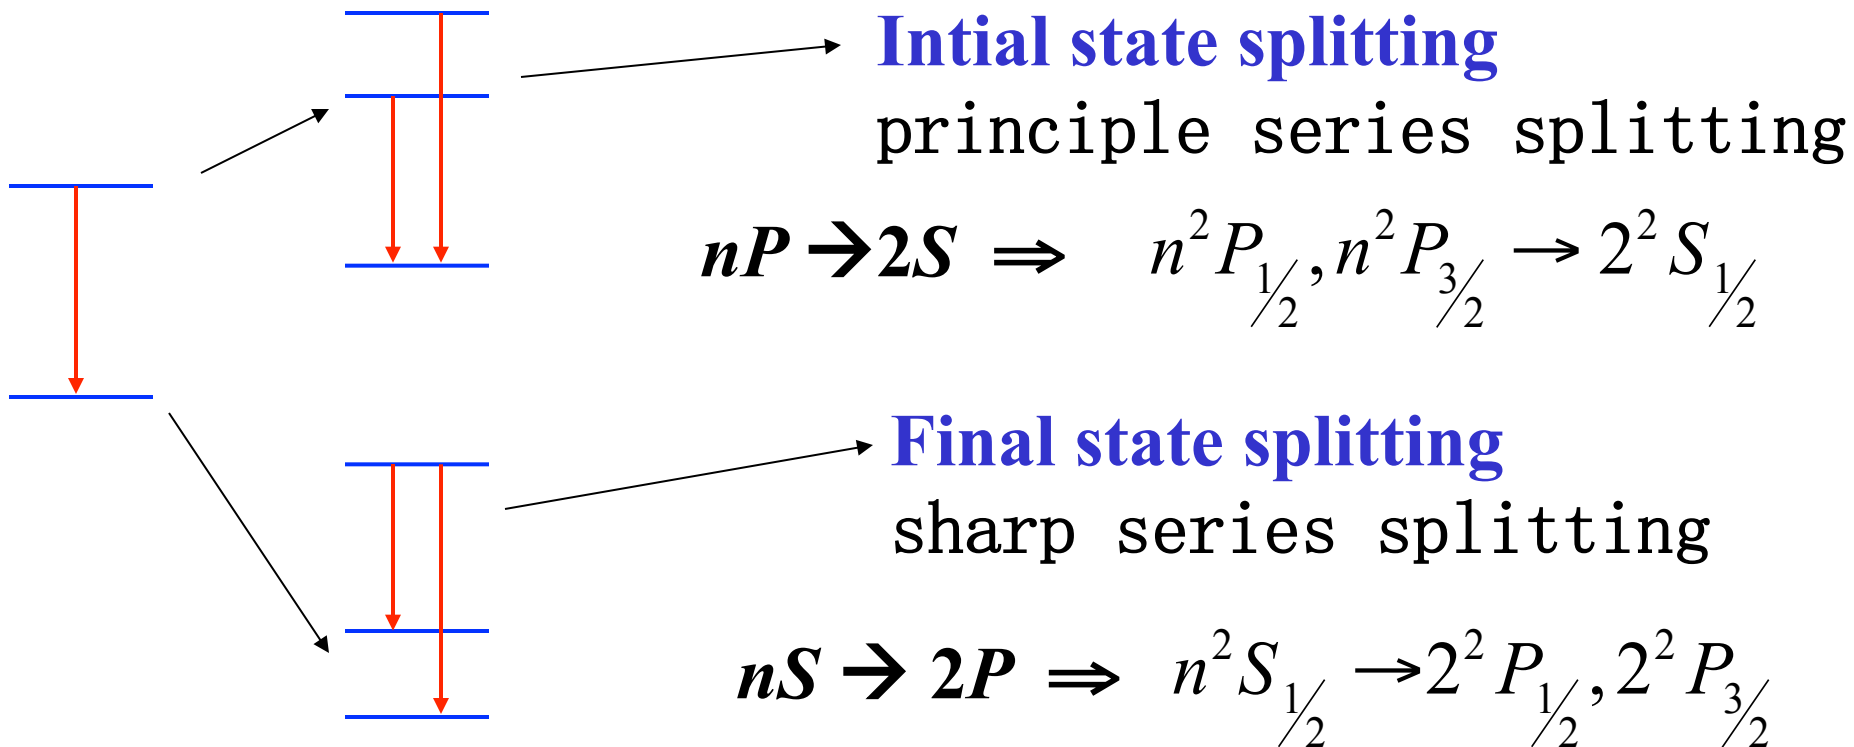 Intial state splitting
principle series splitting
nP → 2S ⇒ n²P₁/₂, n²P₃/₂ → 2²S₁/₂
Final state splitting
sharp series splitting
nS → 2P ⇒ n²S₁/₂ → 2²P₁/₂, 2²P₃/₂